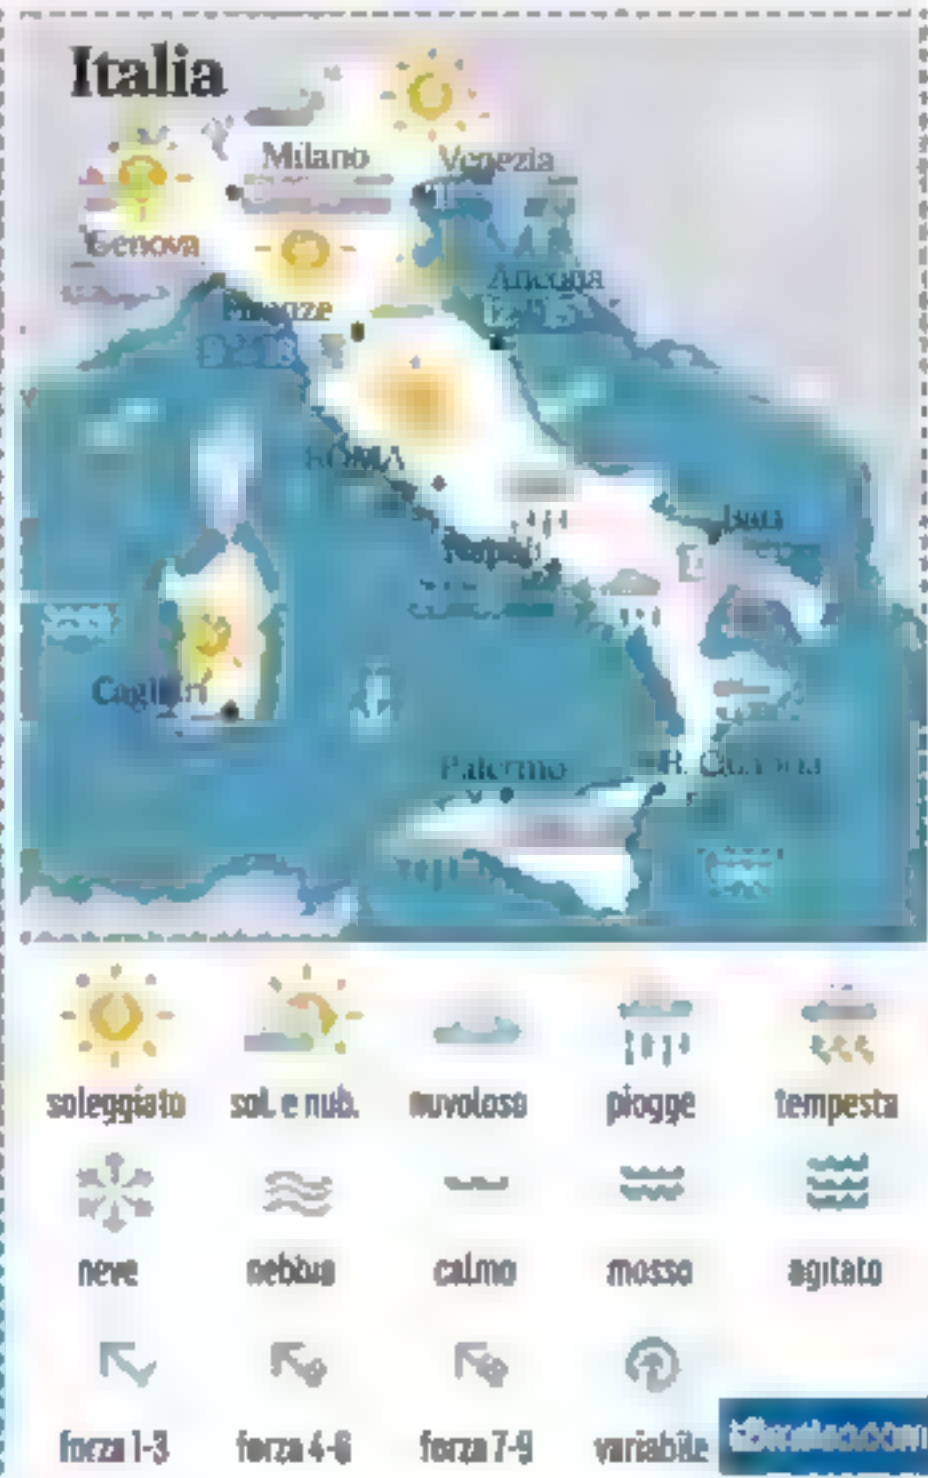 Italia
Milano
Venezia
Genova
Ancona
Firenze
ROMA
Bari
Napoli
Cagliari
Palermo
soleggiato
sol. e nub.
nuvoloso
piogge
tempesta
neve
nebbia
calmo
mosso
agitato
forza 1-3
forza 4-6
forza 7-9
variabile